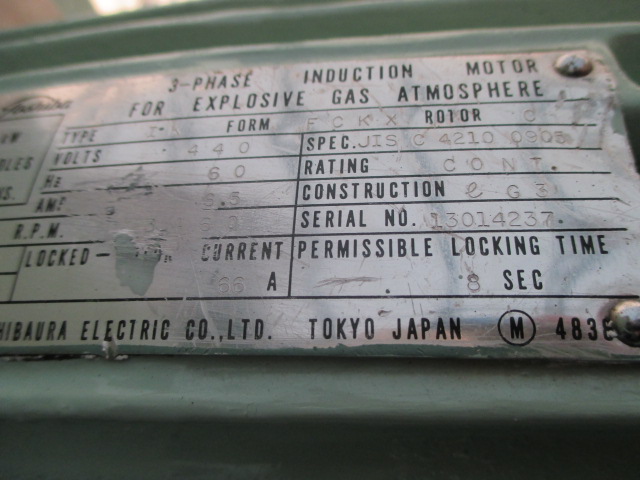 3-PHASE INDUCTION MOTOR
FOR EXPLOSIVE GAS ATMOSPHERE
TYPE FORM FCKX ROTOR C
VOLTS 440 SPEC. JIS C 4210 0905
Hz 60 RATING CONT.
AMP CONSTRUCTION e G3
R.P.M. SERIAL NO. 13014237.
LOCKED- CURRENT PERMISSIBLE LOCKING TIME
A 8 SEC
HIBAURA ELECTRIC CO.,LTD. TOKYO JAPAN M 483